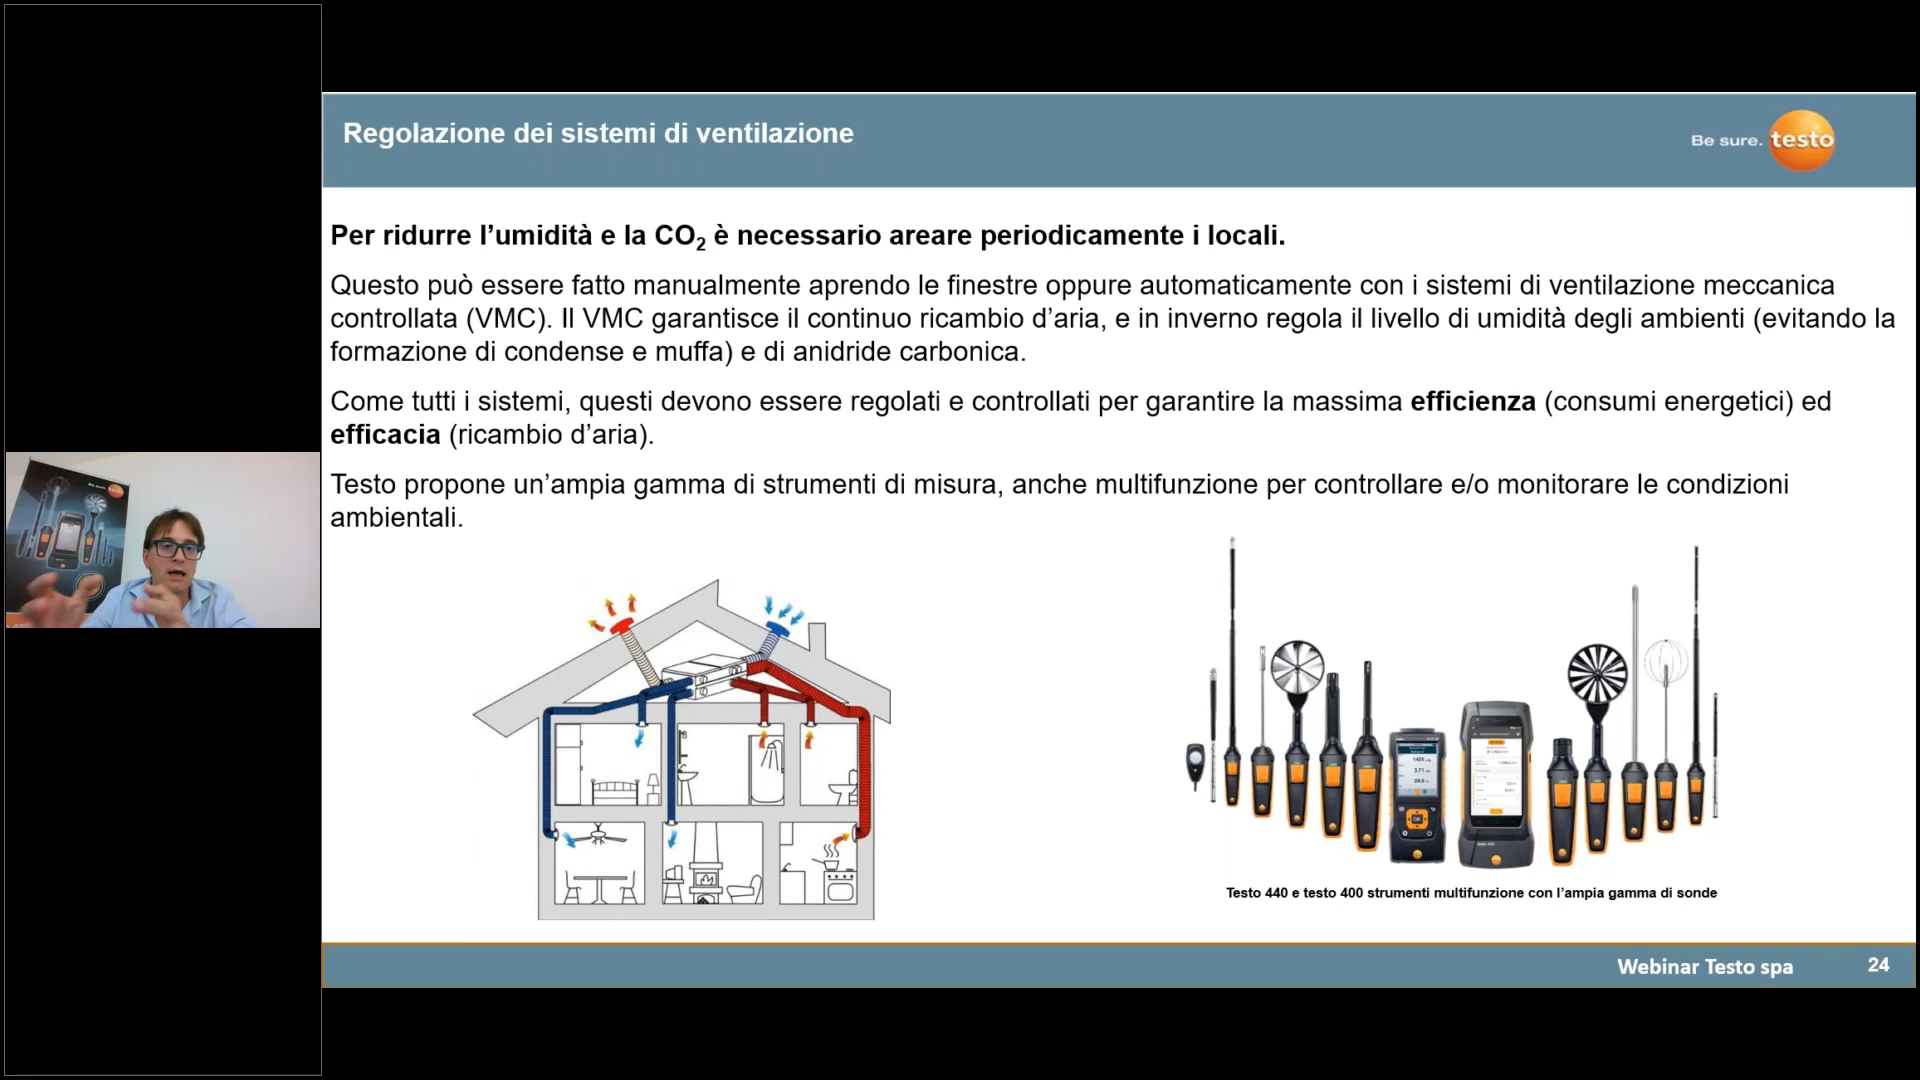 Regolazione dei sistemi di ventilazione
Be sure. testo
Per ridurre l’umidità e la CO₂ è necessario areare periodicamente i locali.
Questo può essere fatto manualmente aprendo le finestre oppure automaticamente con i sistemi di ventilazione meccanica
controllata (VMC). Il VMC garantisce il continuo ricambio d’aria, e in inverno regola il livello di umidità degli ambienti (evitando la
formazione di condense e muffa) e di anidride carbonica.
Come tutti i sistemi, questi devono essere regolati e controllati per garantire la massima efficienza (consumi energetici) ed
efficacia (ricambio d’aria).
Testo propone un’ampia gamma di strumenti di misura, anche multifunzione per controllare e/o monitorare le condizioni
ambientali.
Testo 440 e testo 400 strumenti multifunzione con l’ampia gamma di sonde
Webinar Testo spa
24